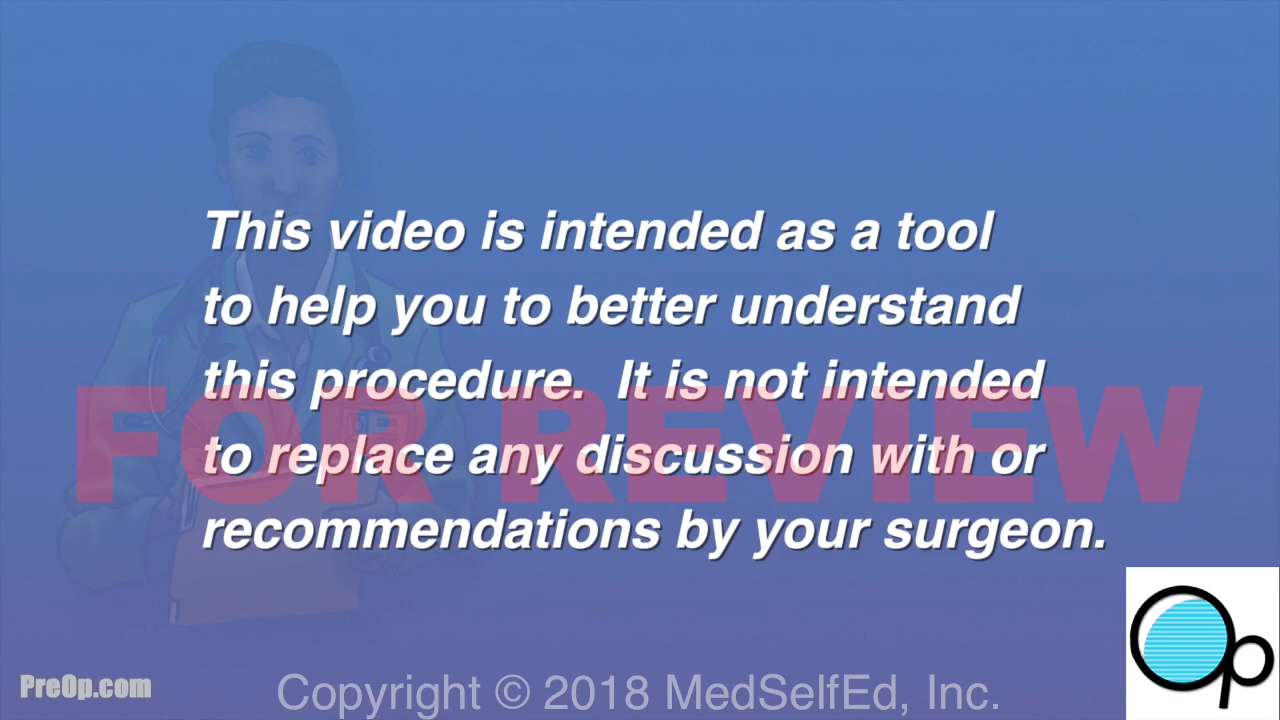 This video is intended as a tool
to help you to better understand
this procedure.  It is not intended
FOR REVIEW
to replace any discussion with or
recommendations by your surgeon.
Op
PreOp.com
Copyright © 2018 MedSelfEd, Inc.